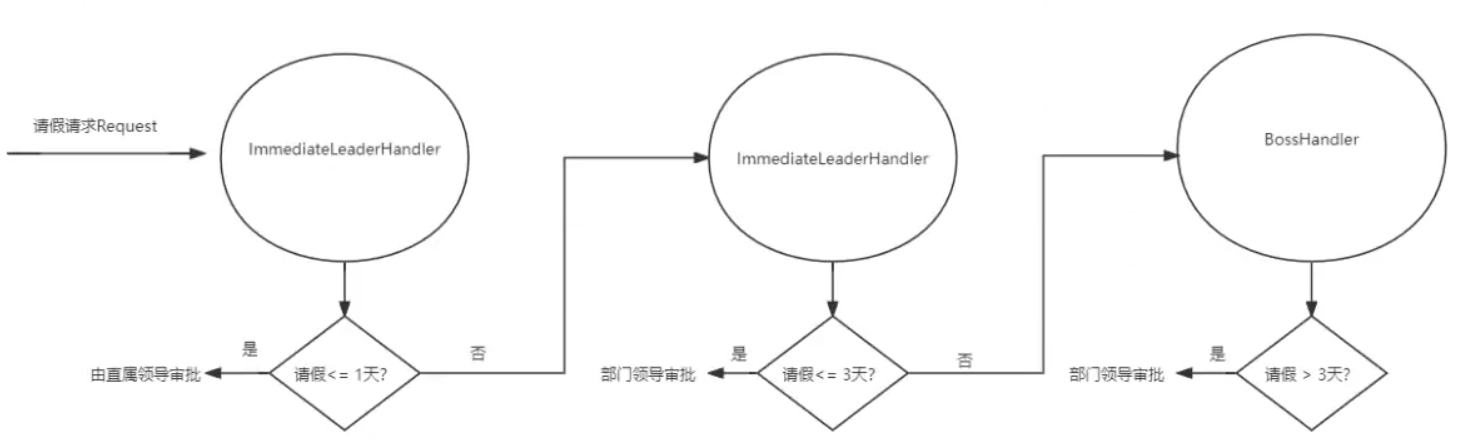 请假请求Request
ImmediateLeaderHandler
ImmediateLeaderHandler
BossHandler
是
否
是
否
是
由直属领导审批
请假<= 1天?
部门领导审批
请假<= 3天?
部门领导审批
请假 > 3天?